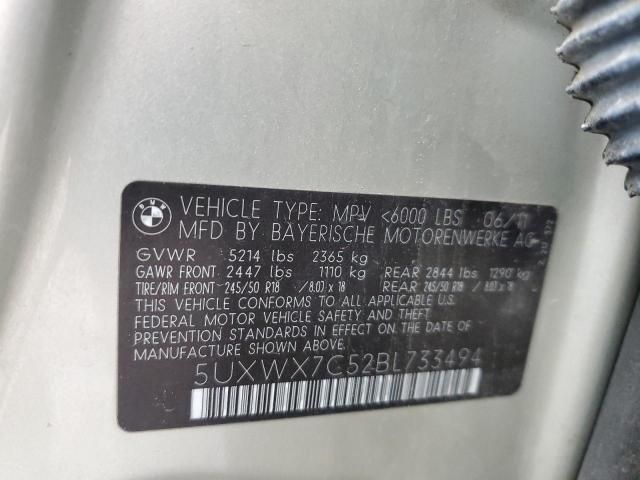 BMW
VEHICLE TYPE: MPV <6000 LBS 06/11
MFD BY BAYERISCHE MOTORENWERKE AG
GVWR 5214 lbs 2365 kg
GAWR FRONT 2447 lbs 1110 kg REAR 2844 lbs 1290 kg
TIRE/RIM FRONT 245/50 R18 / 8.0J x 18 REAR 245/50 R18 / 8.0J x 18
THIS VEHICLE CONFORMS TO ALL APPLICABLE U.S.
FEDERAL MOTOR VEHICLE SAFETY AND THEFT
PREVENTION STANDARDS IN EFFECT ON THE DATE OF
MANUFACTURE SHOWN ABOVE.
5UXWX7C52BL733494